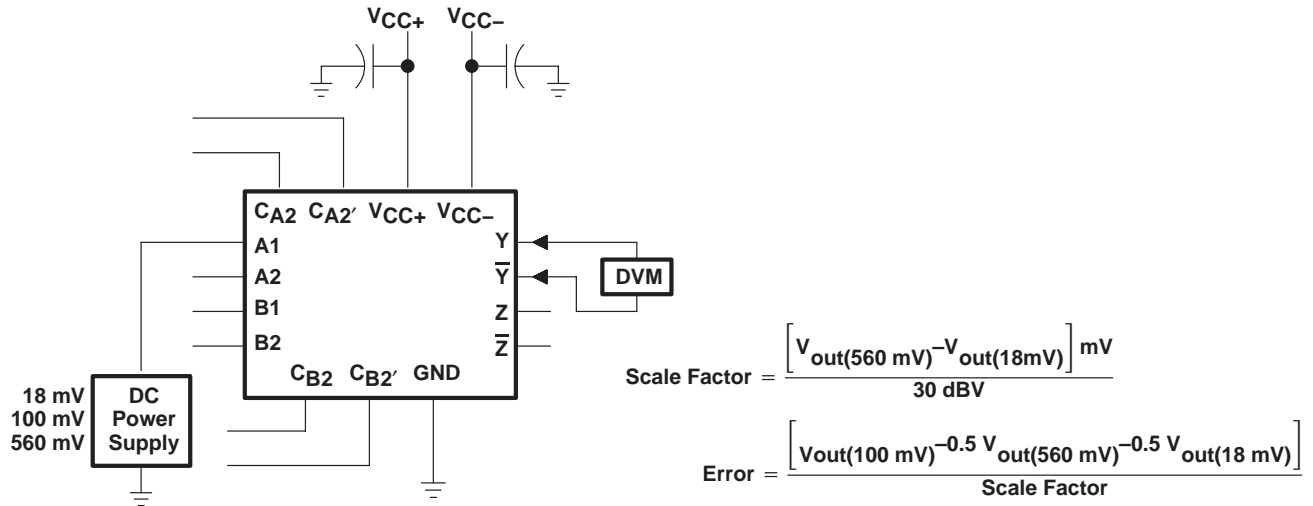 VCC+ VCC−
CA2 CA2′ VCC+ VCC−
A1 Y
A2 Y̅
DVM
B1 Z
B2 Z̅
CB2 CB2′ GND
18 mV
100 mV
560 mV
DC
Power
Supply
Scale Factor = [Vout(560 mV)−Vout(18mV)] mV
30 dBV
Error = [Vout(100 mV)−0.5 Vout(560 mV)−0.5 Vout(18 mV)]
Scale Factor